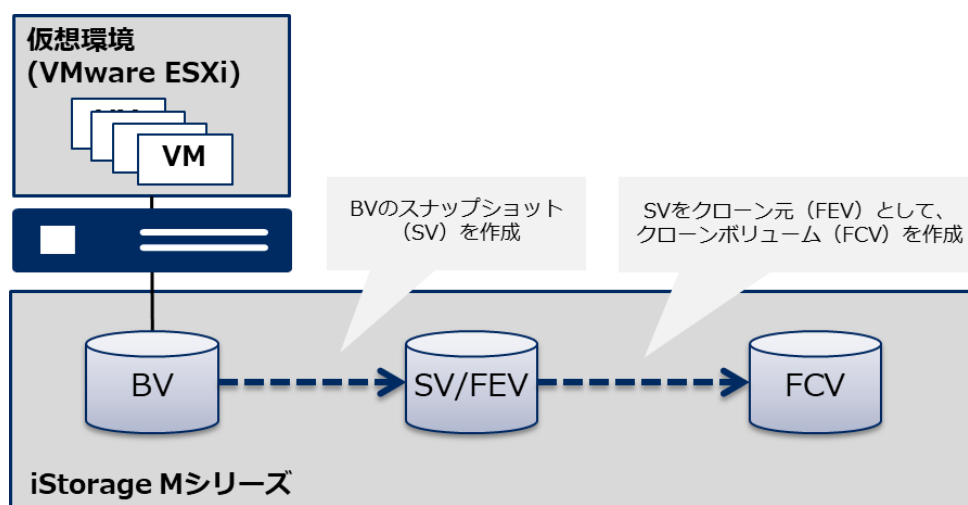 仮想環境
(VMware ESXi)
VM
BVのスナップショット
（SV）を作成
SVをクローン元（FEV）として、
クローンボリューム（FCV）を作成
BV
SV/FEV
FCV
iStorage Mシリーズ